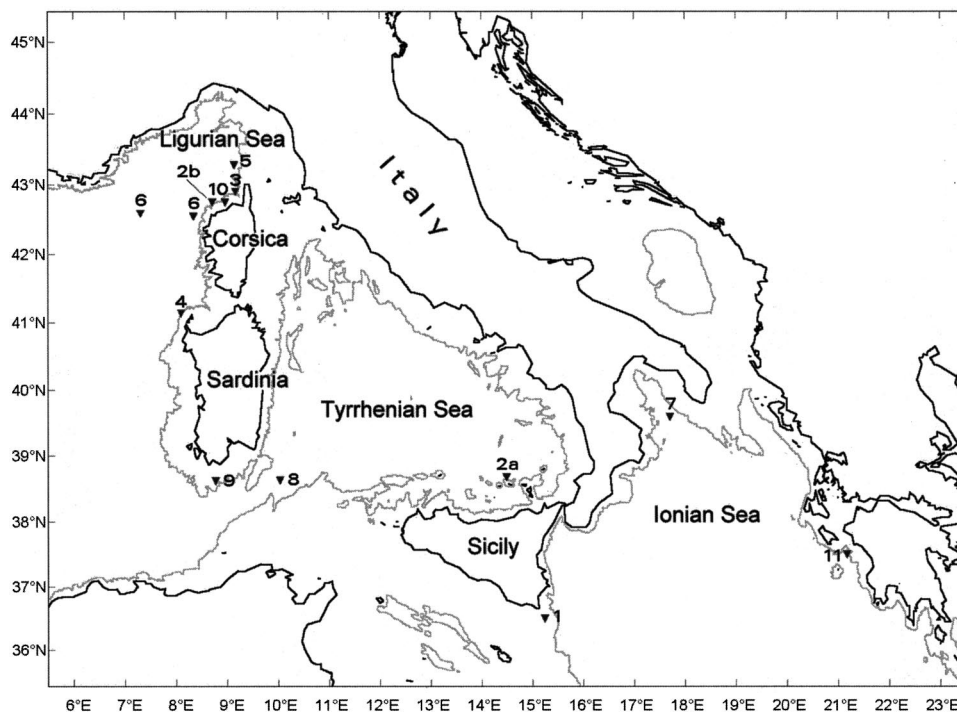 45°N
44°N
Ligurian Sea
5
2b
10
3
43°N
6
6
Corsica
Italy
42°N
4
41°N
Sardinia
40°N
Tyrrhenian Sea
7
39°N
2a
9
8
38°N
Ionian Sea
Sicily
11
37°N
1
36°N
6°E 7°E 8°E 9°E 10°E 11°E 12°E 13°E 14°E 15°E 16°E 17°E 18°E 19°E 20°E 21°E 22°E 23°E